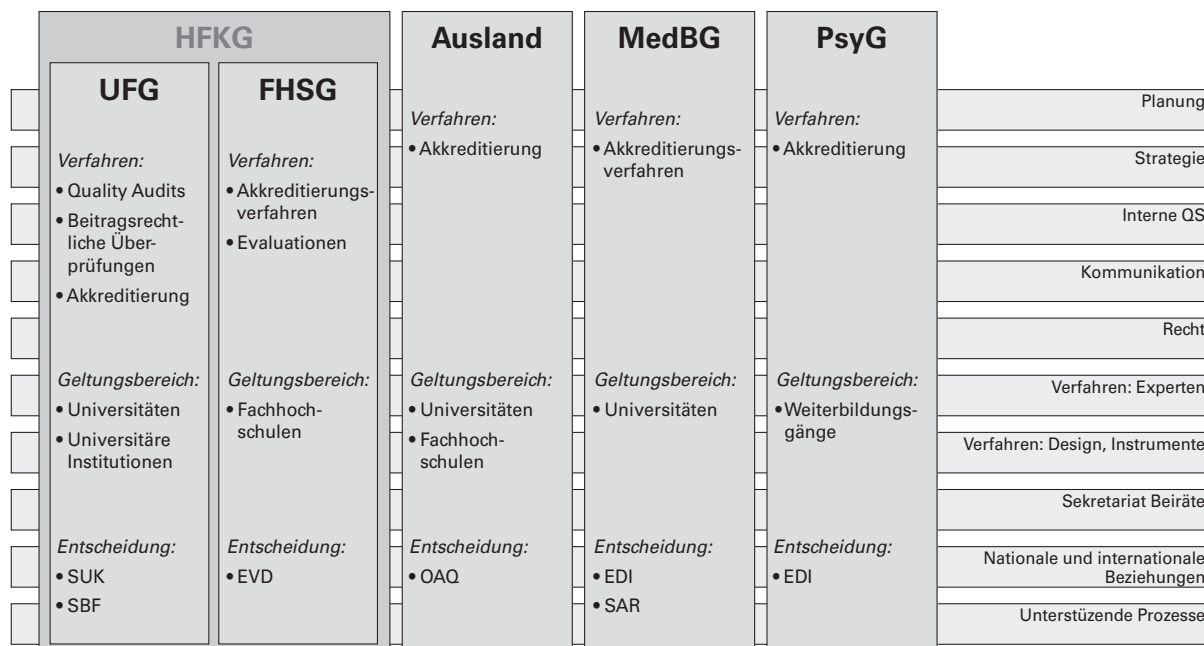 HFKG
UFG
Verfahren:
• Quality Audits
• Beitragsrecht-
liche Über-
prüfungen
• Akkreditierung
Geltungsbereich:
• Universitäten
• Universitäre
Institutionen
Entscheidung:
• SUK
• SBF
FHSG
Verfahren:
• Akkreditierungs-
verfahren
• Evaluationen
Geltungsbereich:
• Fachhoch-
schulen
Entscheidung:
• EVD
Ausland
Verfahren:
• Akkreditierung
Geltungsbereich:
• Universitäten
• Fachhoch-
schulen
Entscheidung:
• OAQ
MedBG
Verfahren:
• Akkreditierungs-
verfahren
Geltungsbereich:
• Universitäten
Entscheidung:
• EDI
• SAR
PsyG
Verfahren:
• Akkreditierung
Geltungsbereich:
• Weiterbildungs-
gänge
Entscheidung:
• EDI
Planung
Strategie
Interne QS
Kommunikation
Recht
Verfahren: Experten
Verfahren: Design, Instrumente
Sekretariat Beiräte
Nationale und internationale
Beziehungen
Unterstüzende Prozesse